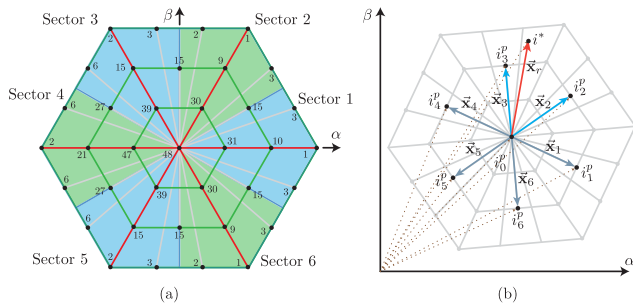 Sector 3
β
Sector 2
2
3
2
1
15
15
9
Sector 4
6
Sector 1
27
39
30
15
3
2
21
47
48
31
10
1
α
27
39
30
15
3
6
15
15
9
Sector 5
2
3
2
1
Sector 6
(a)
β
i*
i₃ᵖ
x⃗ᵣ
i₂ᵖ
i₄ᵖ
x⃗₄
x⃗₃
x⃗₂
x⃗₅
x⃗₁
i₀ᵖ
i₅ᵖ
x⃗₆
i₁ᵖ
i₆ᵖ
α
(b)